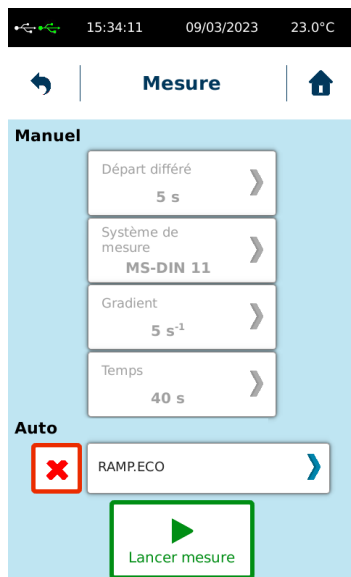 15:34:11 09/03/2023 23.0°C
Mesure
Manuel
Départ différé
5 s
Système de
mesure
MS-DIN 11
Gradient
5 s⁻¹
Temps
40 s
Auto
RAMP.ECO
Lancer mesure